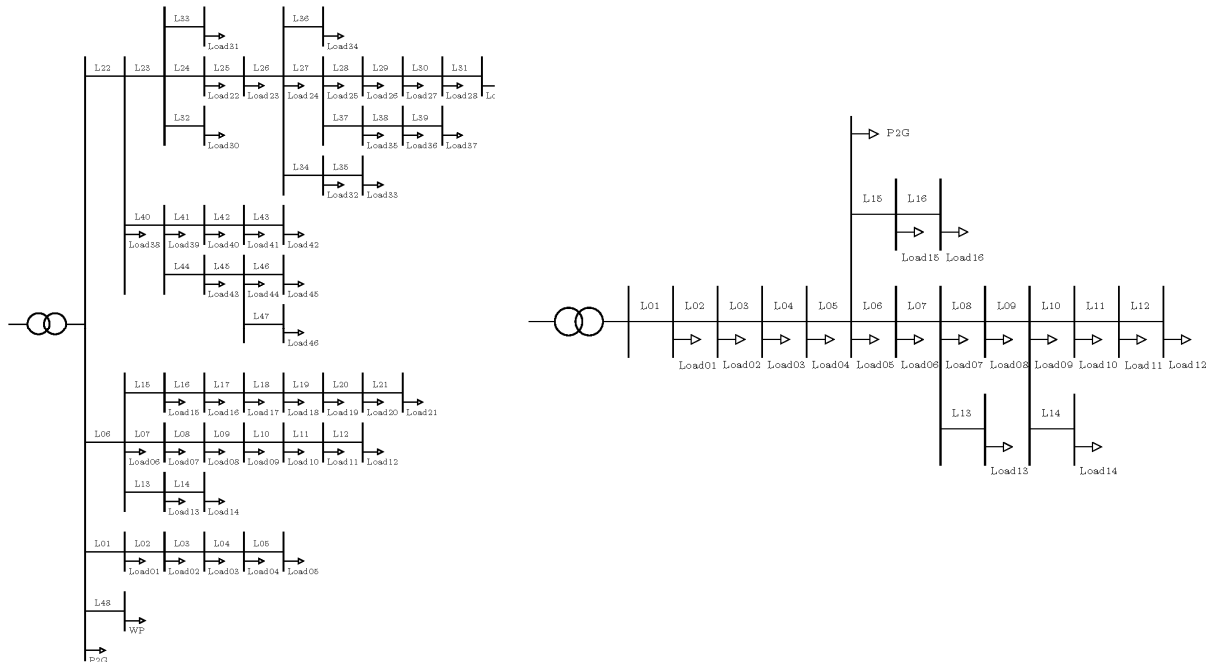 L33 L36
Load31 Load34
L22 L23 L24 L25 L26 L27 L28 L29 L30 L31
Load22 Load23 Load24 Load25 Load26 Load27 Load28
L32 L37 L38 L39
Load30 Load35 Load36 Load37
L34 L35
Load32 Load33
L40 L41 L42 L43
Load38 Load39 Load40 Load41 Load42
L44 L45 L46
Load43 Load44 Load45
L47
Load46
L15 L16 L17 L18 L19 L20 L21
Load15 Load16 Load17 Load18 Load19 Load20 Load21
L06 L07 L08 L09 L10 L11 L12
Load06 Load07 Load08 Load09 Load10 Load11 Load12
L13 L14
Load13 Load14
L01 L02 L03 L04 L05
Load01 Load02 Load03 Load04 Load05
L48
WP
P2G
P2G
L15 L16
Load15 Load16
L01 L02 L03 L04 L05 L06 L07 L08 L09 L10 L11 L12
Load01 Load02 Load03 Load04 Load05 Load06 Load07 Load08 Load09 Load10 Load11 Load12
L13 L14
Load13 Load14